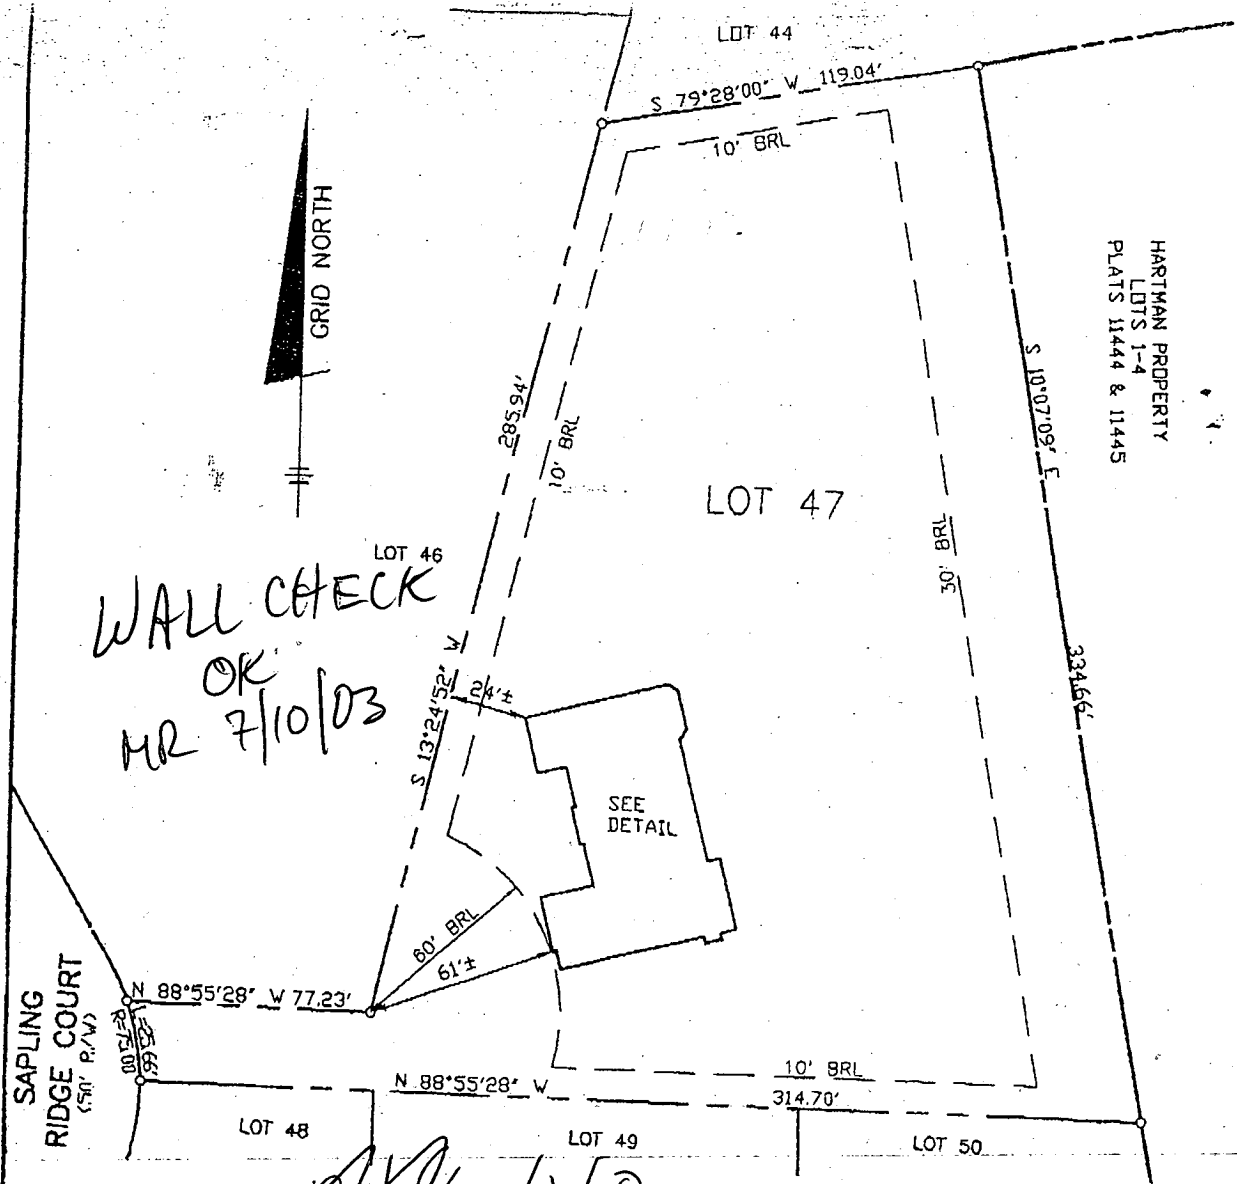 LOT 44
S 79°28'00" W 119.04'
10' BRL
GRID NORTH
HARTMAN PROPERTY
LOTS 1-4
PLATS 11444 & 11445
285.94'
10' BRL
S 10°07'09" E
LOT 47
30' BRL
LOT 46
WALL CHECK
OK
MR 7/10/03
S 13°24'52" W
24'±
334.66'
SEE
DETAIL
60' BRL
61'±
N 88°55'28" W 77.23'
SAPLING
RIDGE COURT
(50' R/W)
L=25.66'
R=75.00
10' BRL
N 88°55'28" W
314.70'
LOT 48
LOT 49
LOT 50